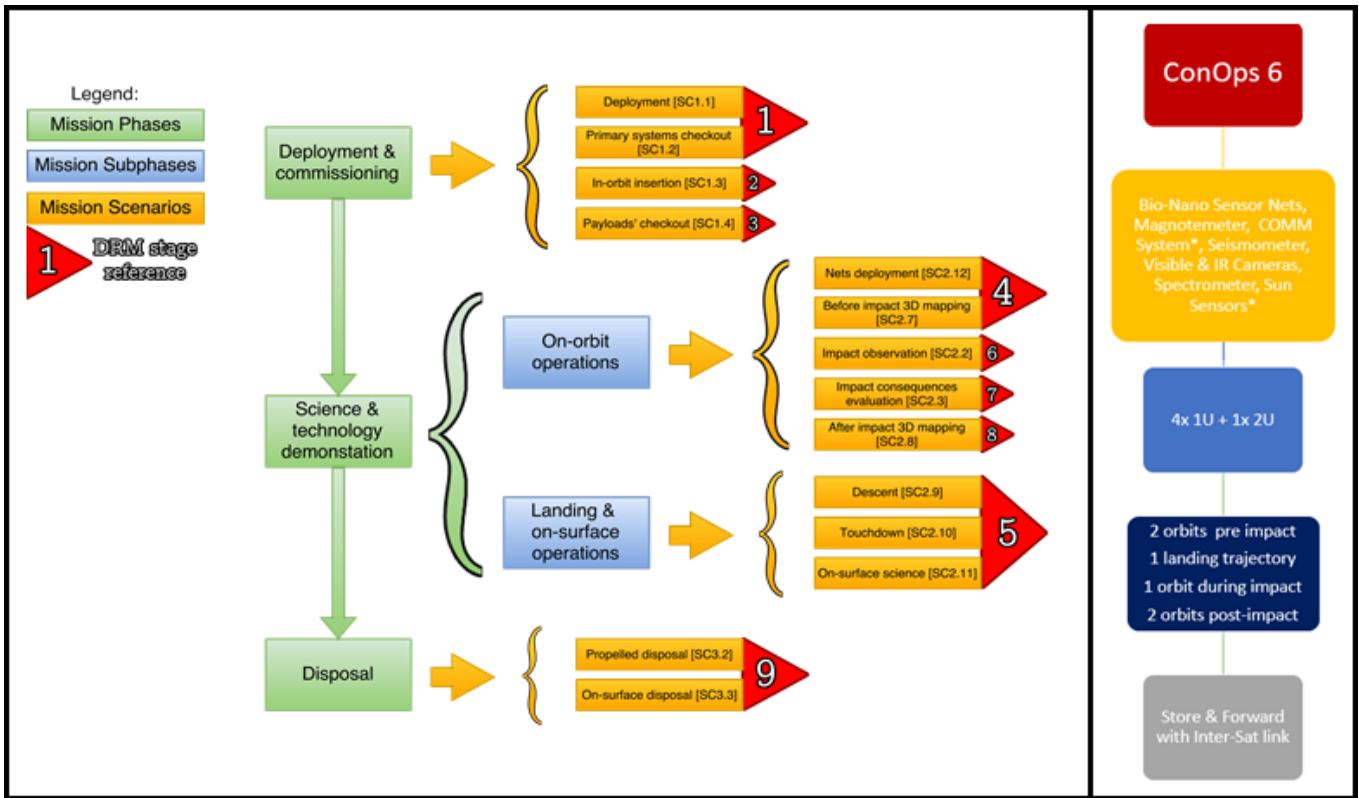 Legend:
Mission Phases
Mission Subphases
Mission Scenarios
1
DRM stage
reference
Deployment &
commissioning
Deployment [SC1.1]
Primary systems checkout
[SC1.2]
1
In-orbit insertion [SC1.3]
2
Payloads' checkout [SC1.4]
3
Science &
technology
demonstation
On-orbit
operations
Nets deployment [SC2.12]
Before impact 3D mapping
[SC2.7]
4
Impact observation [SC2.2]
6
Impact consequences
evaluation [SC2.3]
7
After impact 3D mapping
[SC2.8]
8
Landing &
on-surface
operations
Descent [SC2.9]
Touchdown [SC2.10]
On-surface science [SC2.11]
5
Disposal
Propelled disposal [SC3.2]
On-surface disposal [SC3.3]
9
ConOps 6
Bio-Nano Sensor Nets,
Magnotemeter, COMM
System*, Seismometer,
Visible & IR Cameras,
Spectrometer, Sun
Sensors*
4x 1U + 1x 2U
2 orbits pre impact
1 landing trajectory
1 orbit during impact
2 orbits post-impact
Store & Forward
with Inter-Sat link